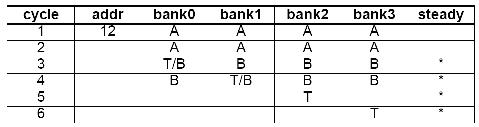 cycle addr bank0 bank1 bank2 bank3 steady
1 12 A A A A
2 A A A A
3 T/B B B B *
4 B T/B B B *
5 T *
6 T *